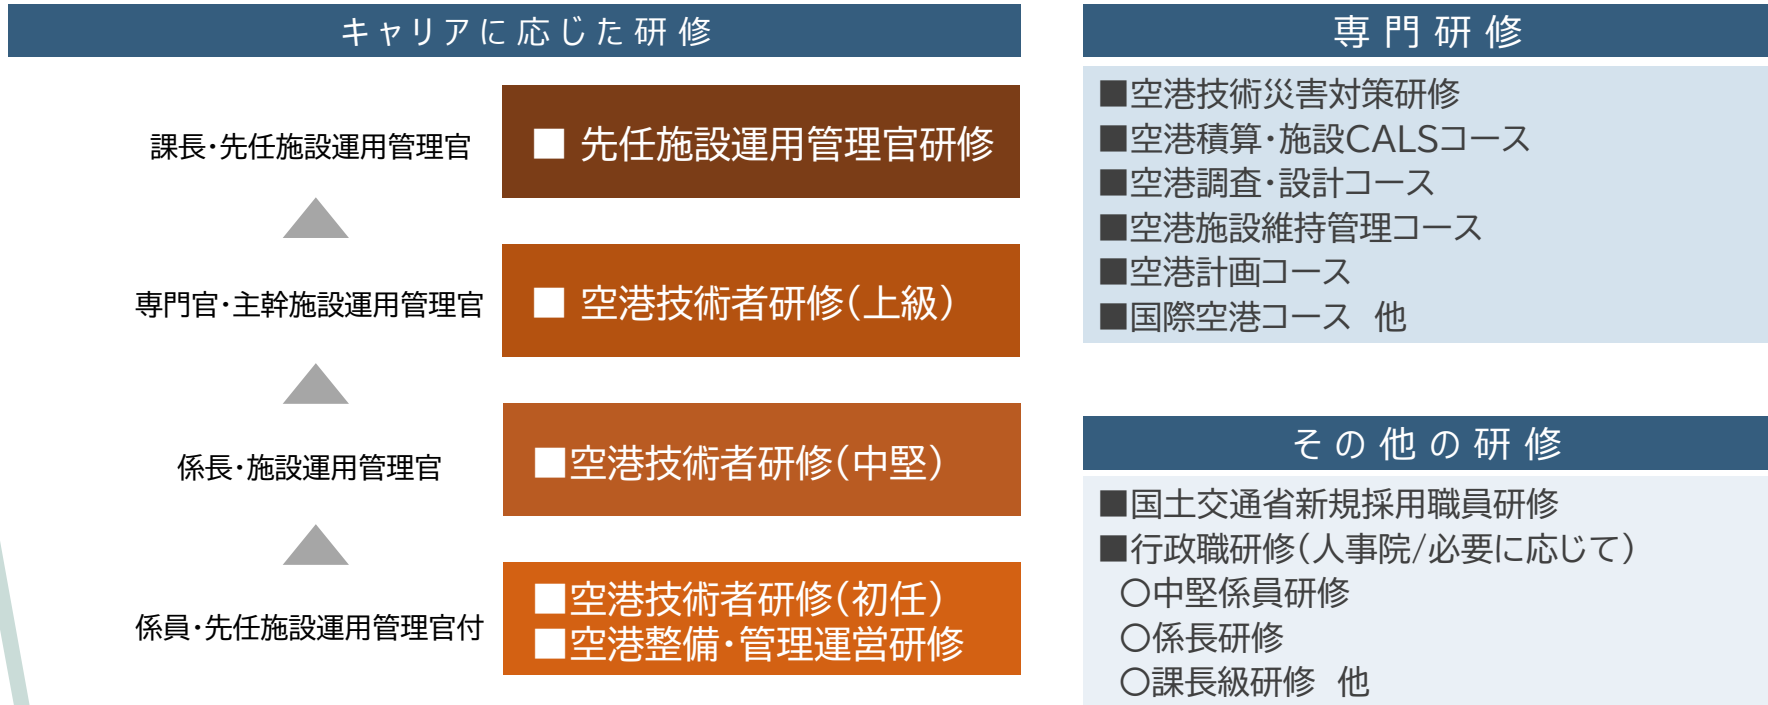 キャリアに応じた研修
課長・先任施設運用管理官
■ 先任施設運用管理官研修
専門官・主幹施設運用管理官
■ 空港技術者研修（上級）
係長・施設運用管理官
■空港技術者研修（中堅）
係員・先任施設運用管理官付
■空港技術者研修（初任）
■空港整備・管理運営研修
専門研修
■空港技術災害対策研修
■空港積算・施設CALSコース
■空港調査・設計コース
■空港施設維持管理コース
■空港計画コース
■国際空港コース　他
その他の研修
■国土交通省新規採用職員研修
■行政職研修（人事院/必要に応じて）
〇中堅係員研修
〇係長研修
〇課長級研修　他